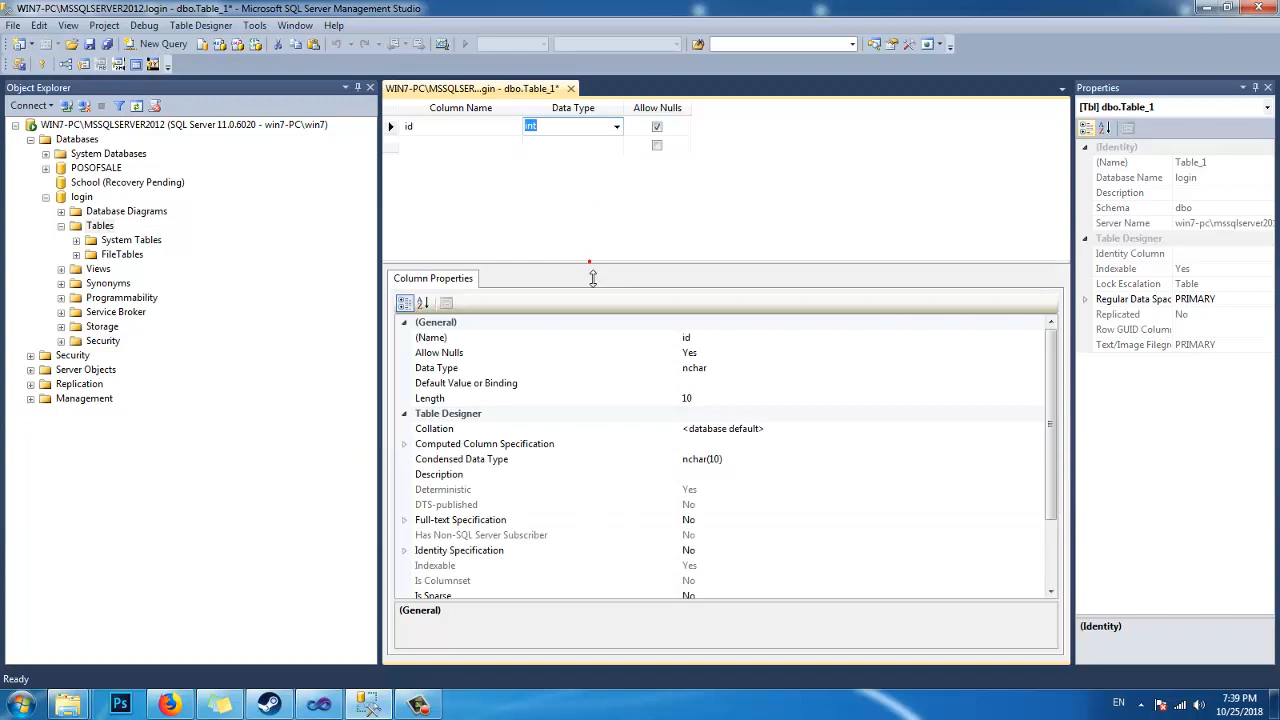 WIN7-PC\MSSQLSERVER2012.login - dbo.Table_1* - Microsoft SQL Server Management Studio
File Edit View Project Debug Table Designer Tools Window Help
New Query
Object Explorer
Connect
WIN7-PC\MSSQLSERVER2012 (SQL Server 11.0.6020 - win7-PC\win7)
Databases
System Databases
POSOFSALE
School (Recovery Pending)
login
Database Diagrams
Tables
System Tables
FileTables
Views
Synonyms
Programmability
Service Broker
Storage
Security
Security
Server Objects
Replication
Management
WIN7-PC\MSSQLSER...gin - dbo.Table_1*
Column Name Data Type Allow Nulls
id int
Column Properties
(General)
(Name) id
Allow Nulls Yes
Data Type nchar
Default Value or Binding
Length 10
Table Designer
Collation <database default>
Computed Column Specification
Condensed Data Type nchar(10)
Description
Deterministic Yes
DTS-published No
Full-text Specification No
Has Non-SQL Server Subscriber No
Identity Specification No
Indexable Yes
Is Columnset No
Is Sparse No
(General)
Properties
[Tbl] dbo.Table_1
(Identity)
(Name) Table_1
Database Name login
Description
Schema dbo
Server Name win7-pc\mssqlserver201
Table Designer
Identity Column
Indexable Yes
Lock Escalation Table
Regular Data Spac PRIMARY
Replicated No
Row GUID Column
Text/Image Filegr PRIMARY
(Identity)
Ready
Ps
EN
7:39 PM
10/25/2018